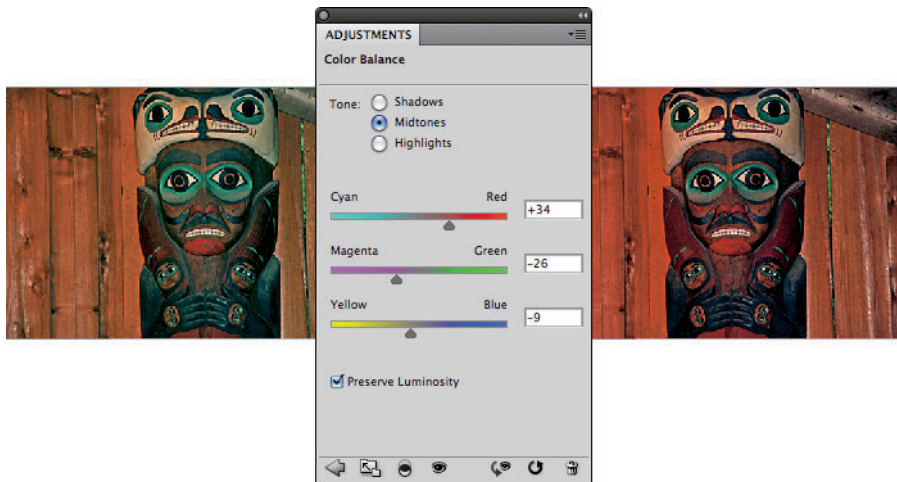 ADJUSTMENTS
Color Balance
Tone: Shadows
Midtones
Highlights
Cyan Red +34
Magenta Green -26
Yellow Blue -9
Preserve Luminosity